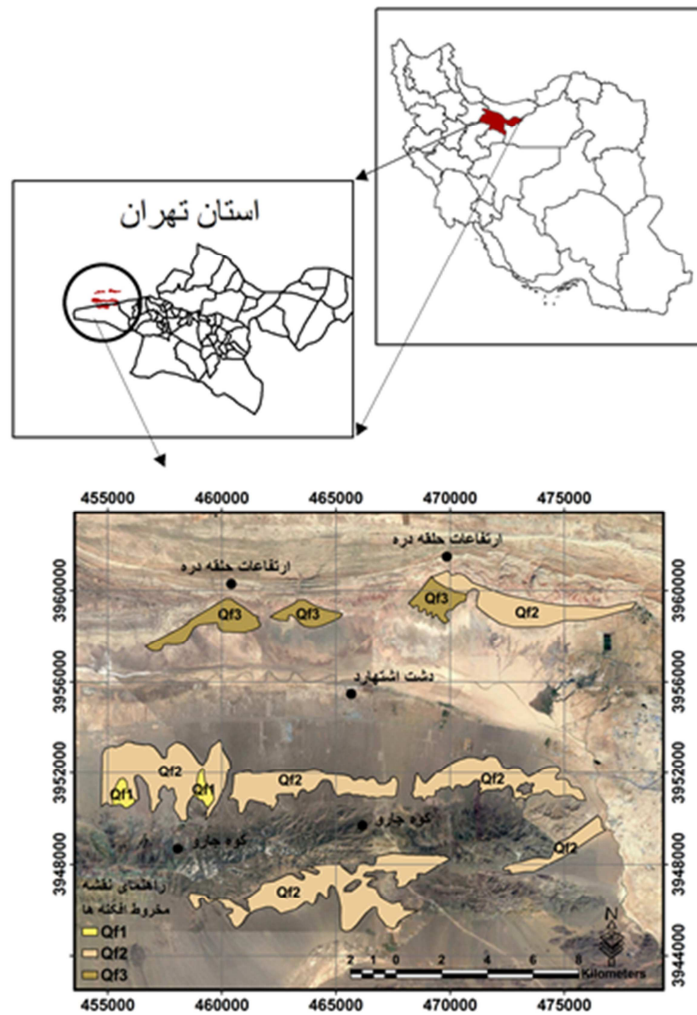 استان تهران
455000 460000 465000 470000 475000
ارتفاعات حلقه دره
ارتفاعات حلقه دره
3960000 3960000
Qf3 Qf3 Qf3 Qf2
3956000 3956000
دشت اشتهارد
3952000 3952000
Qf2 Qf2 Qf2
Qf1 Qf1
کوه جارو
کوه جارو
3948000 3948000
Qf2 Qf2
راهنمای نقشه
مخروط افکنه ها
Qf1
Qf2
Qf3
N
2 1 0 2 4 6 8
Kilometers
3944000 3944000
455000 460000 465000 470000 475000